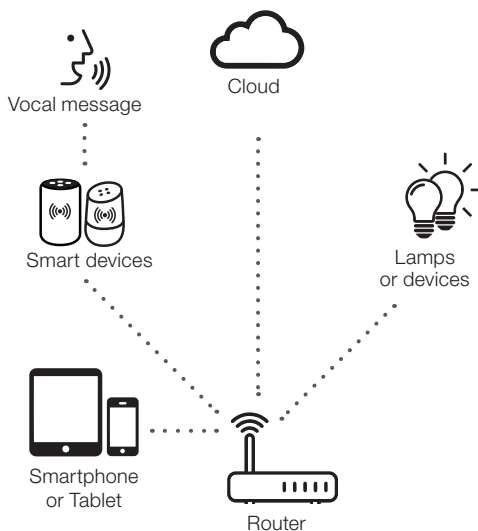 Vocal message
Cloud
Smart devices
Lamps
or devices
Smartphone
or Tablet
Router